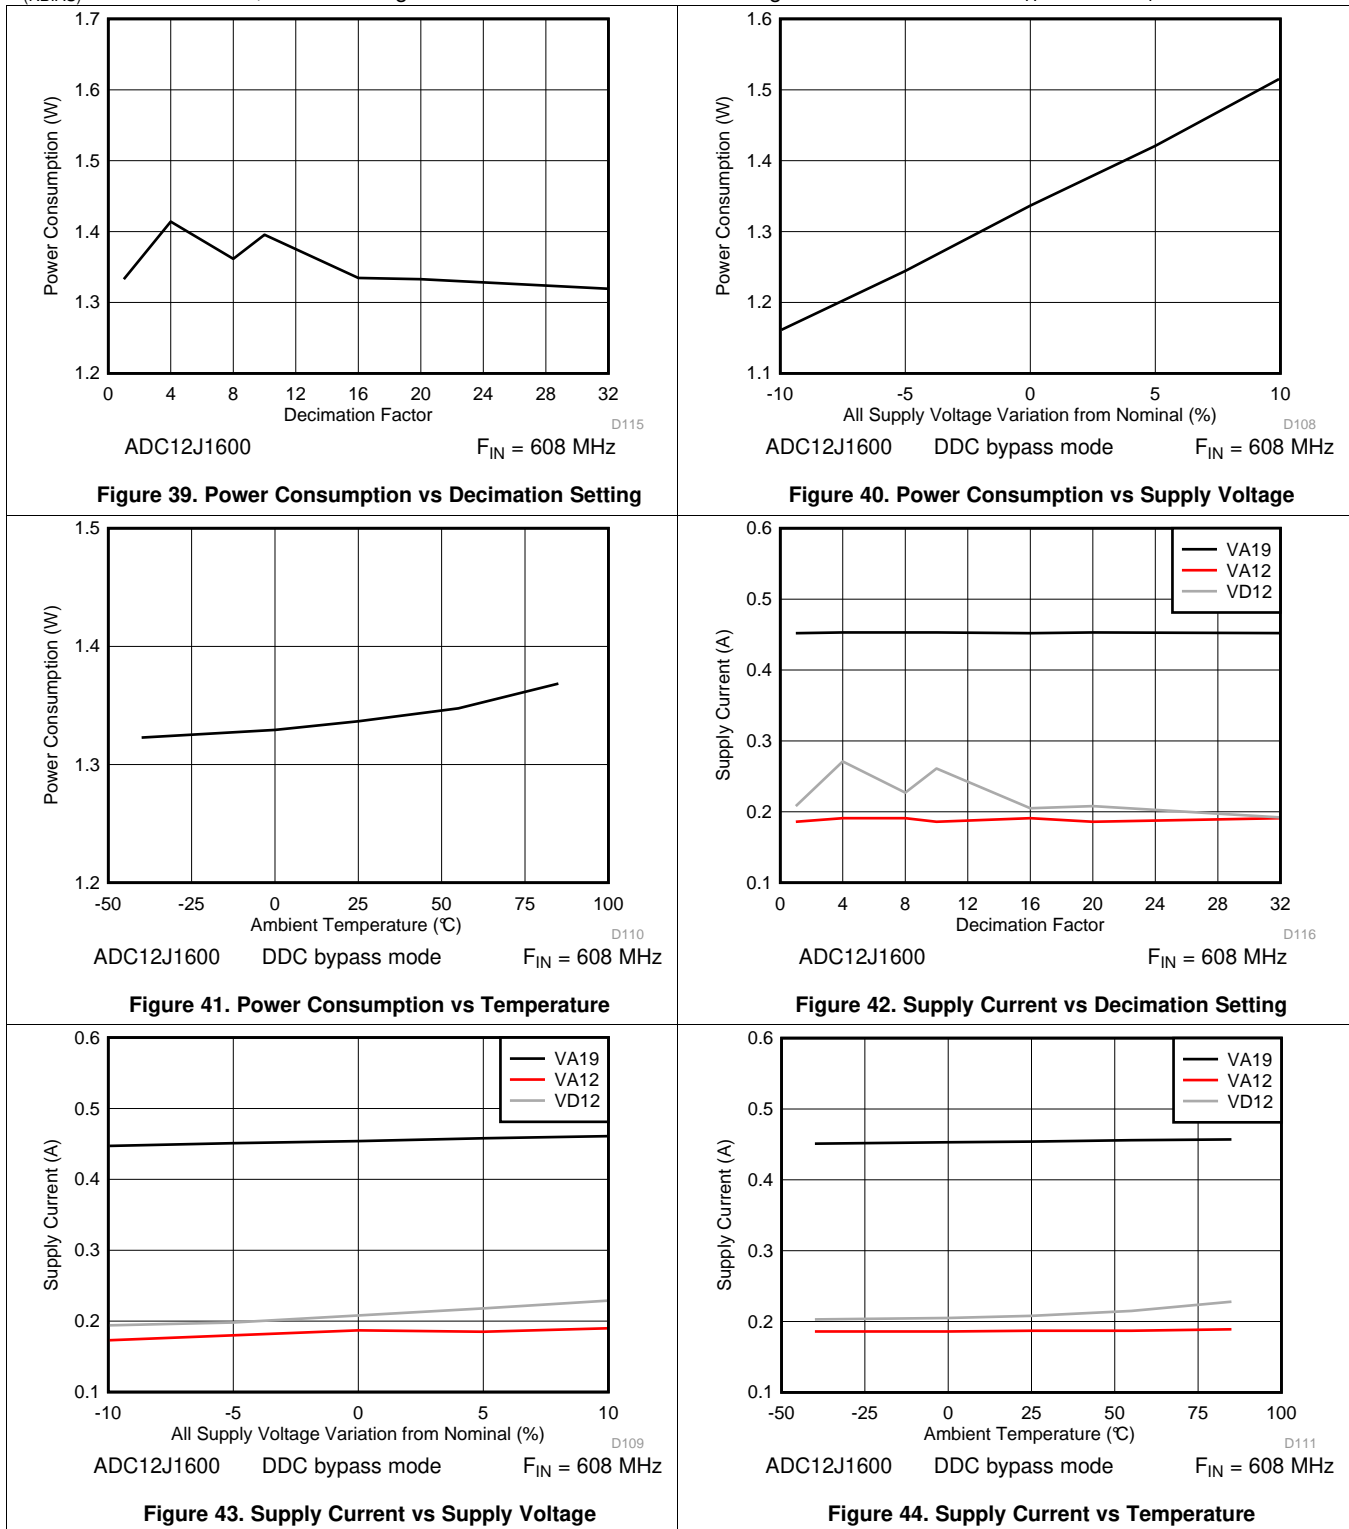 (RBIAS)
1.7
1.6
1.5
1.4
1.3
1.2
Power Consumption (W)
0 4 8 12 16 20 24 28 32
Decimation Factor
D115
ADC12J1600 F_IN = 608 MHz
Figure 39. Power Consumption vs Decimation Setting
1.6
1.5
1.4
1.3
1.2
1.1
Power Consumption (W)
-10 -5 0 5 10
All Supply Voltage Variation from Nominal (%)
D108
ADC12J1600 DDC bypass mode F_IN = 608 MHz
Figure 40. Power Consumption vs Supply Voltage
1.5
1.4
1.3
1.2
Power Consumption (W)
-50 -25 0 25 50 75 100
Ambient Temperature (°C)
D110
ADC12J1600 DDC bypass mode F_IN = 608 MHz
Figure 41. Power Consumption vs Temperature
0.6
0.5
0.4
0.3
0.2
0.1
Supply Current (A)
VA19
VA12
VD12
0 4 8 12 16 20 24 28 32
Decimation Factor
D116
ADC12J1600 F_IN = 608 MHz
Figure 42. Supply Current vs Decimation Setting
0.6
0.5
0.4
0.3
0.2
0.1
Supply Current (A)
VA19
VA12
VD12
-10 -5 0 5 10
All Supply Voltage Variation from Nominal (%)
D109
ADC12J1600 DDC bypass mode F_IN = 608 MHz
Figure 43. Supply Current vs Supply Voltage
0.6
0.5
0.4
0.3
0.2
0.1
Supply Current (A)
VA19
VA12
VD12
-50 -25 0 25 50 75 100
Ambient Temperature (°C)
D111
ADC12J1600 DDC bypass mode F_IN = 608 MHz
Figure 44. Supply Current vs Temperature